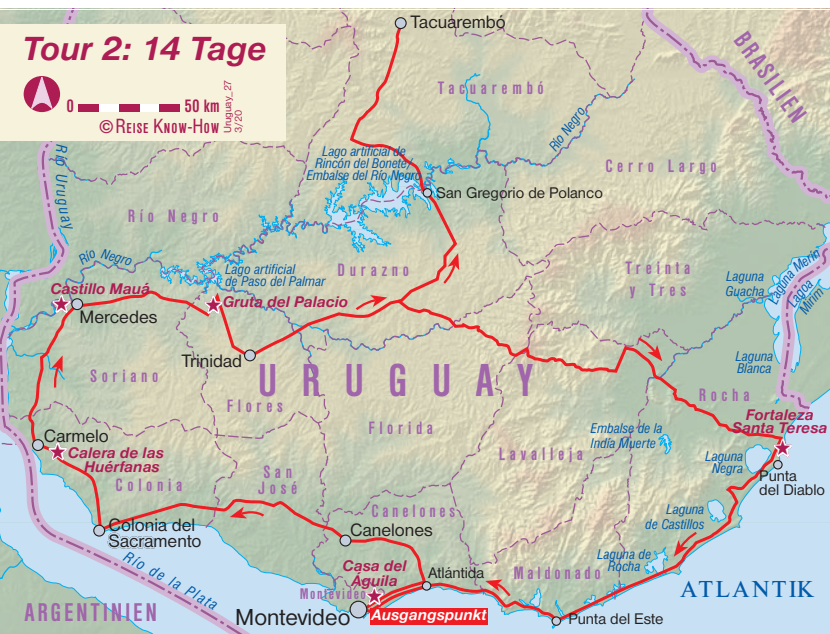 Tour 2: 14 Tage
0 50 km
© REISE KNOW-HOW
Uruguay_27
3/20
Tacuarembó
BRASILIEN
Tacuarembó
Río Negro
Cerro Largo
Río Uruguay
Lago artificial de
Rincón del Bonete/
Embalse del Río Negro
San Gregorio de Polanco
Río Negro
Río Negro
Durazno
Treinta
y Tres
Lago artificial
de Paso del Palmar
Laguna
Guacha
Laguna Merin
Lagoa
Mirim
Castillo Mauá
Mercedes
Gruta del Palacio
Trinidad
Laguna
Blanca
Soriano
URUGUAY
Rocha
Flores
Florida
Fortaleza
Santa Teresa
Embalse de la
India Muerte
Carmelo
Calera de las
Huérfanas
Lavalleja
Laguna
Negra
Punta
del Diablo
Colonia
San
José
Canelones
Laguna
de Castillos
Colonia del
Sacramento
Canelones
Laguna de
Rocha
Río de la Plata
Casa del
Águila
Atlántida
Maldonado
ATLANTIK
Montevideo
ARGENTINIEN
Montevideo
Ausgangspunkt
Punta del Este